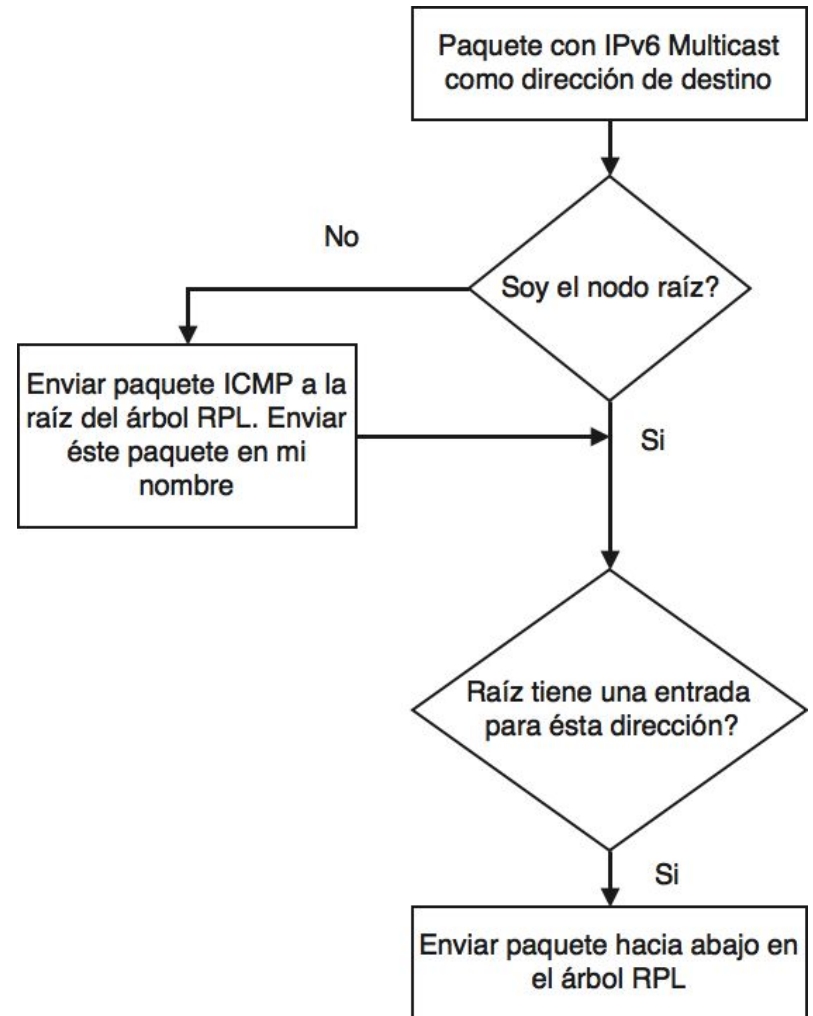 Paquete con IPv6 Multicast
como dirección de destino
No
Soy el nodo raíz?
Enviar paquete ICMP a la
raíz del árbol RPL. Enviar
éste paquete en mi
nombre
Si
Raíz tiene una entrada
para ésta dirección?
Si
Enviar paquete hacia abajo en
el árbol RPL